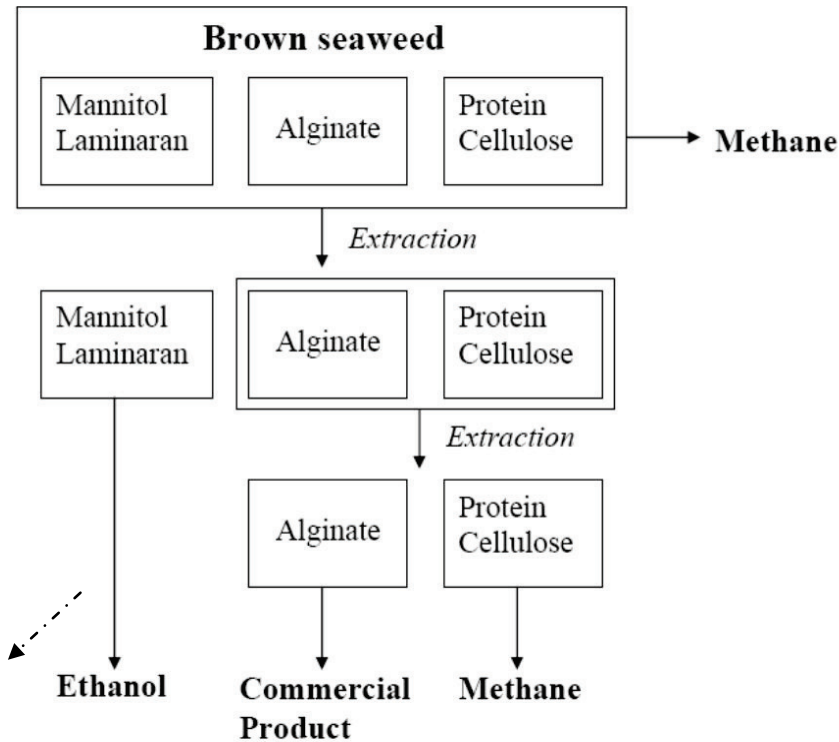 Brown seaweed
Mannitol
Laminaran
Alginate
Protein
Cellulose
Methane
Extraction
Mannitol
Laminaran
Alginate
Protein
Cellulose
Extraction
Alginate
Protein
Cellulose
Ethanol
Commercial
Product
Methane